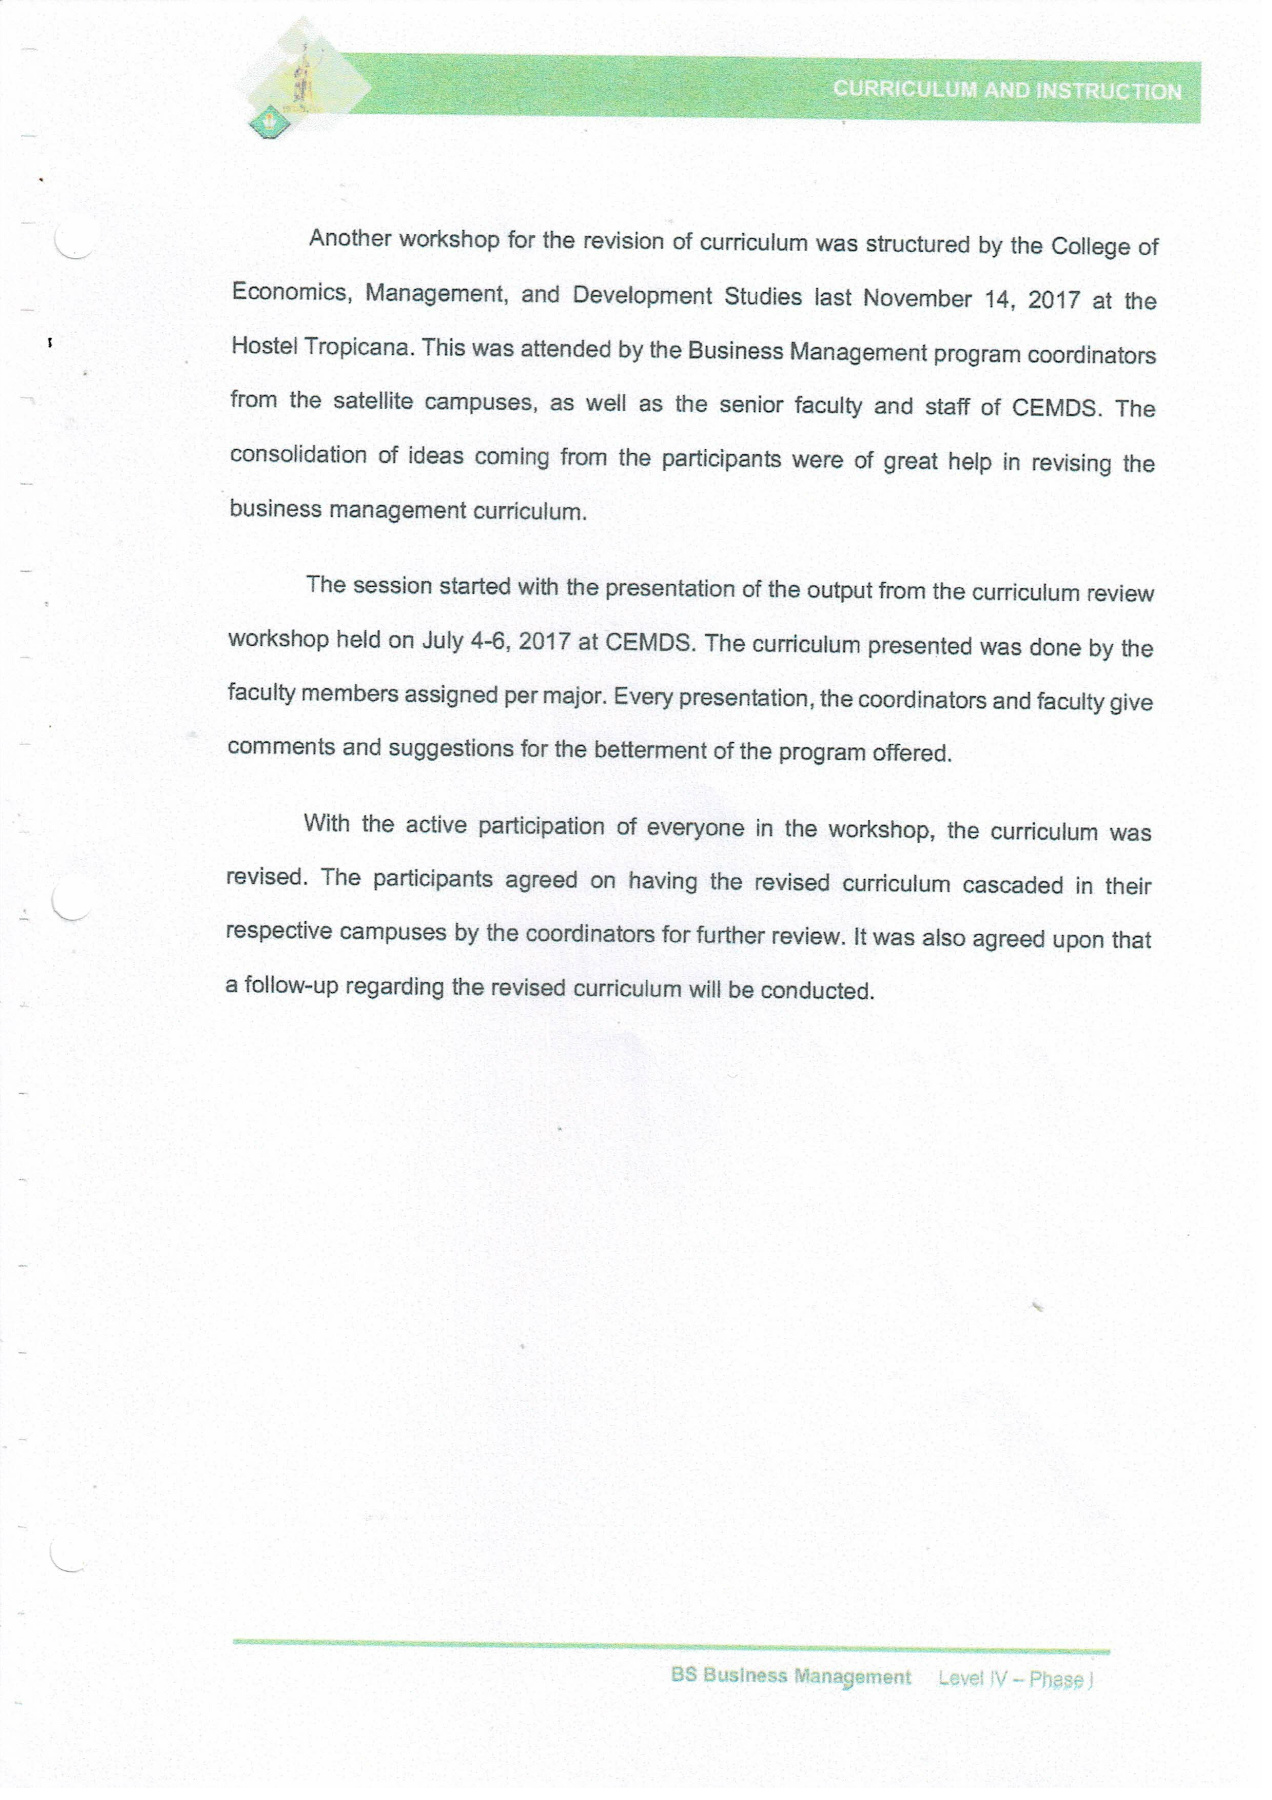 CURRICULUM AND INSTRUCTION
Another workshop for the revision of curriculum was structured by the College of
Economics, Management, and Development Studies last November 14, 2017 at the
Hostel Tropicana. This was attended by the Business Management program coordinators
from the satellite campuses, as well as the senior faculty and staff of CEMDS. The
consolidation of ideas coming from the participants were of great help in revising the
business management curriculum.
The session started with the presentation of the output from the curriculum review
workshop held on July 4-6, 2017 at CEMDS. The curriculum presented was done by the
faculty members assigned per major. Every presentation, the coordinators and faculty give
comments and suggestions for the betterment of the program offered.
With the active participation of everyone in the workshop, the curriculum was
revised. The participants agreed on having the revised curriculum cascaded in their
respective campuses by the coordinators for further review. It was also agreed upon that
a follow-up regarding the revised curriculum will be conducted.
BS Business Management Level IV – Phase I